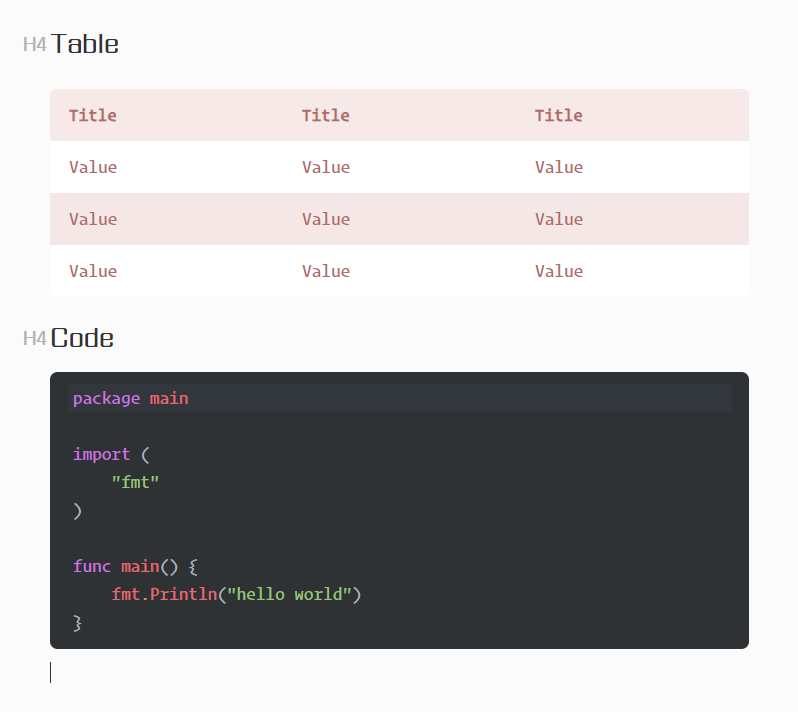 H4 Table
Title Title Title
Value Value Value
Value Value Value
Value Value Value
H4 Code
package main
import (
    "fmt"
)
func main() {
    fmt.Println("hello world")
}